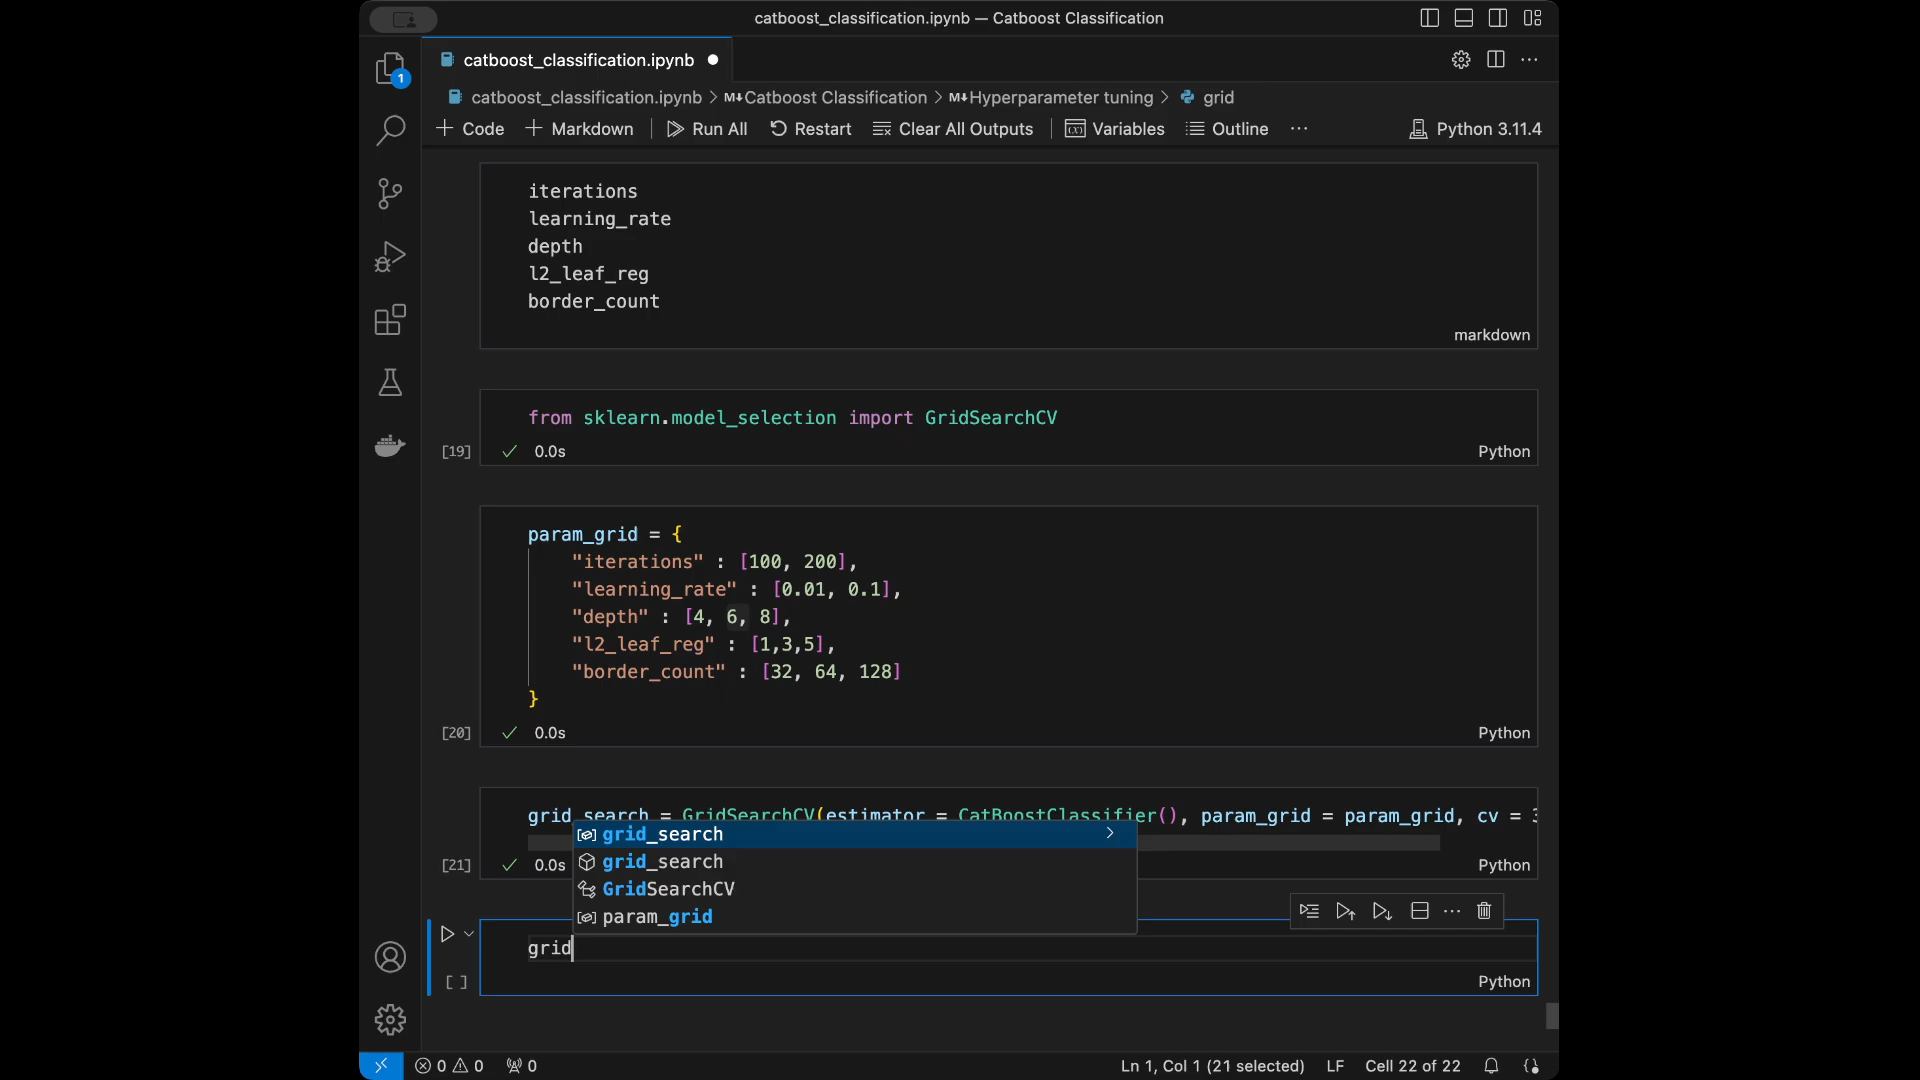 catboost_classification.ipynb — Catboost Classification
1
catboost_classification.ipynb
catboost_classification.ipynb > M↓Catboost Classification > M↓Hyperparameter tuning > grid
+ Code + Markdown Run All Restart Clear All Outputs Variables Outline ··· Python 3.11.4
iterations
learning_rate
depth
l2_leaf_reg
border_count
markdown
from sklearn.model_selection import GridSearchCV
[19] 0.0s Python
param_grid = {
"iterations" : [100, 200],
"learning_rate" : [0.01, 0.1],
"depth" : [4, 6, 8],
"l2_leaf_reg" : [1,3,5],
"border_count" : [32, 64, 128]
}
[20] 0.0s Python
grid_search = GridSearchCV(estimator = CatBoostClassifier(), param_grid = param_grid, cv = 3
[21] 0.0s Python
grid_search
grid_search
GridSearchCV
param_grid
grid
[ ] Python
0 0 0 Ln 1, Col 1 (21 selected) LF Cell 22 of 22